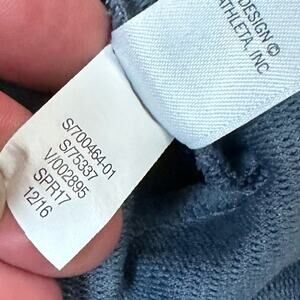 DESIGN ©
ATHLETA, INC
S/700464-01
S/75337
V/002895
SPR17
12/16